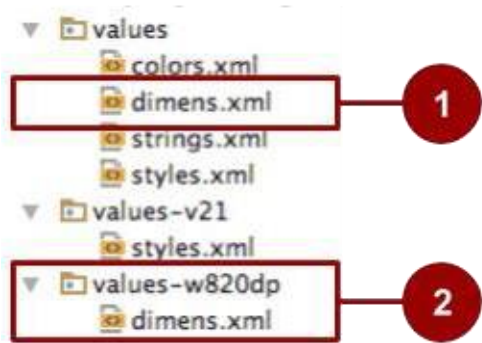 values
colors.xml
dimens.xml
1
strings.xml
styles.xml
values-v21
styles.xml
values-w820dp
2
dimens.xml